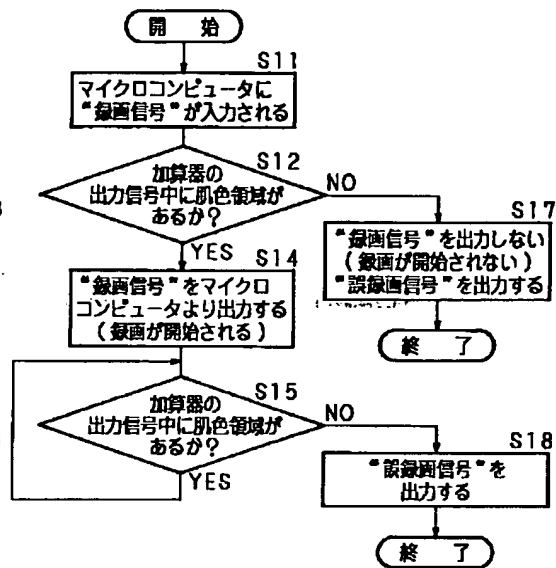 開 始
S11
マイクロコンピュータに
“録画信号”が入力される
S12
加算器の
出力信号中に肌色領域が
あるか?
NO
YES
S17
“録画信号”を出力しない
(録画が開始されない)
“誤録画信号”を出力する
終 了
S14
“録画信号”をマイクロ
コンピュータより出力する
(録画が開始される)
S15
加算器の
出力信号中に肌色領域が
あるか?
NO
YES
S18
“誤録画信号”を
出力する
終 了